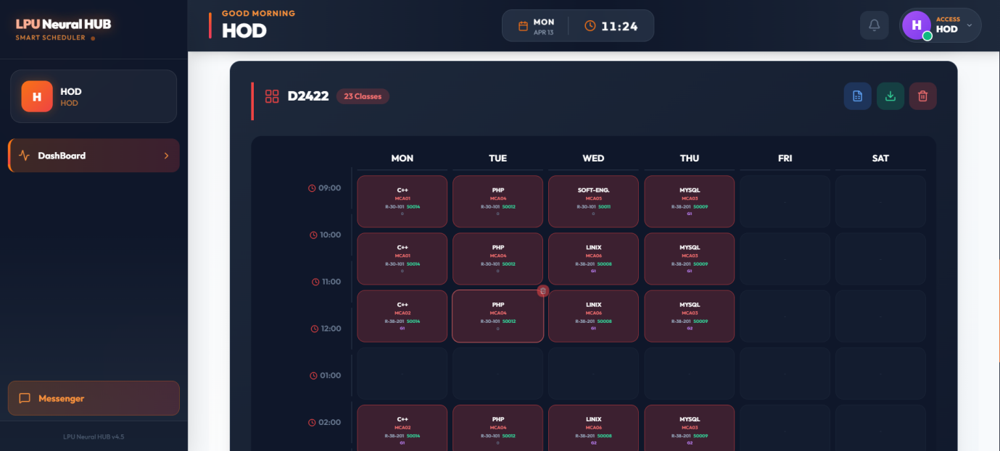 LPU Neural HUB
SMART SCHEDULER
GOOD MORNING
HOD
MON
APR 13
11:24
H
ACCESS
HOD
H
HOD
HOD
DashBoard
Messenger
LPU Neural HUB v4.5
D2422 23 Classes
MON TUE WED THU FRI SAT
09:00
C++
MCA01
R-30-101 S0014
0
PHP
MCA04
R-30-101 S0012
0
SOFT-ENG.
MCA05
R-30-101 S0011
0
MYSQL
MCA03
R-38-201 S0009
G1
10:00
C++
MCA01
R-30-101 S0014
0
PHP
MCA04
R-30-101 S0012
0
LINIX
MCA06
R-38-201 S0008
G1
MYSQL
MCA03
R-38-201 S0009
G1
11:00
C++
MCA02
R-38-201 S0014
G1
PHP
MCA04
R-30-101 S0012
0
LINIX
MCA06
R-38-201 S0008
G1
MYSQL
MCA03
R-38-201 S0009
G2
12:00
01:00
02:00
C++
MCA02
R-38-201 S0014
G1
PHP
MCA04
R-30-101 S0012
0
LINIX
MCA06
R-38-201 S0008
G2
MYSQL
MCA03
R-38-201 S0009
G2